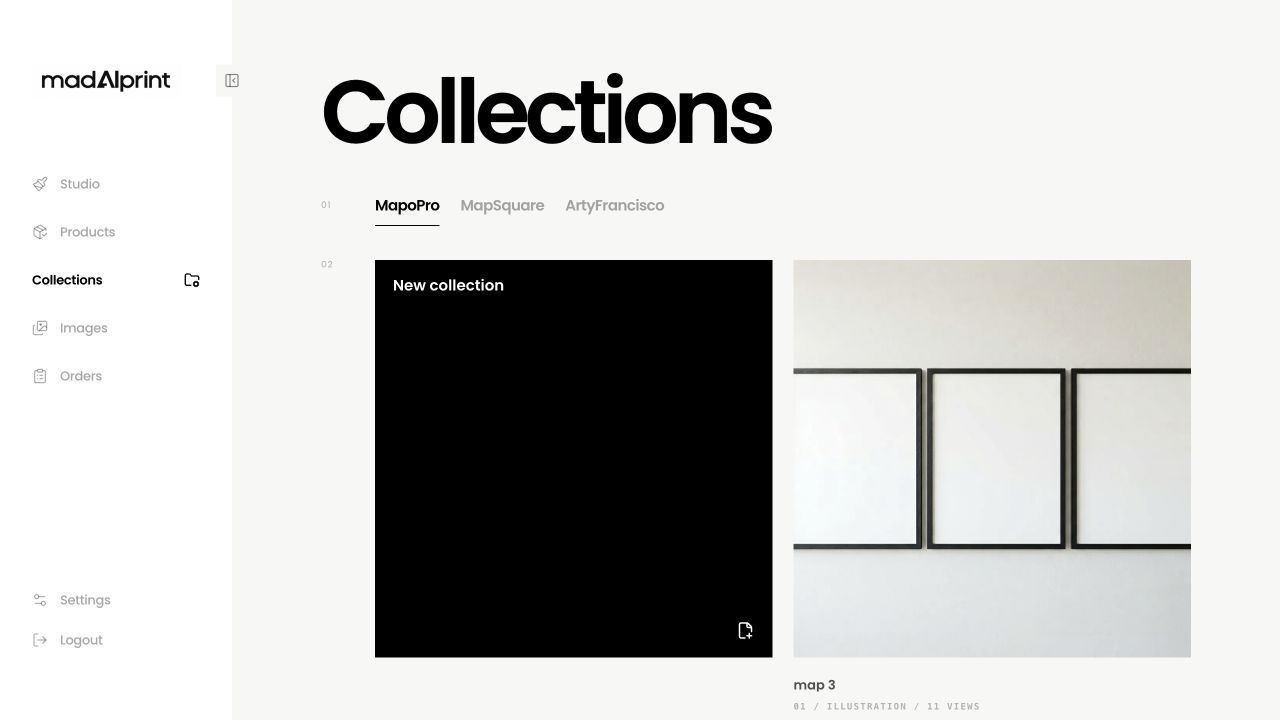 madAIprint
Collections
Studio
Products
Collections
Images
Orders
Settings
Logout
01
MapoPro MapSquare ArtyFrancisco
02
New collection
map 3
01 / ILLUSTRATION / 11 VIEWS